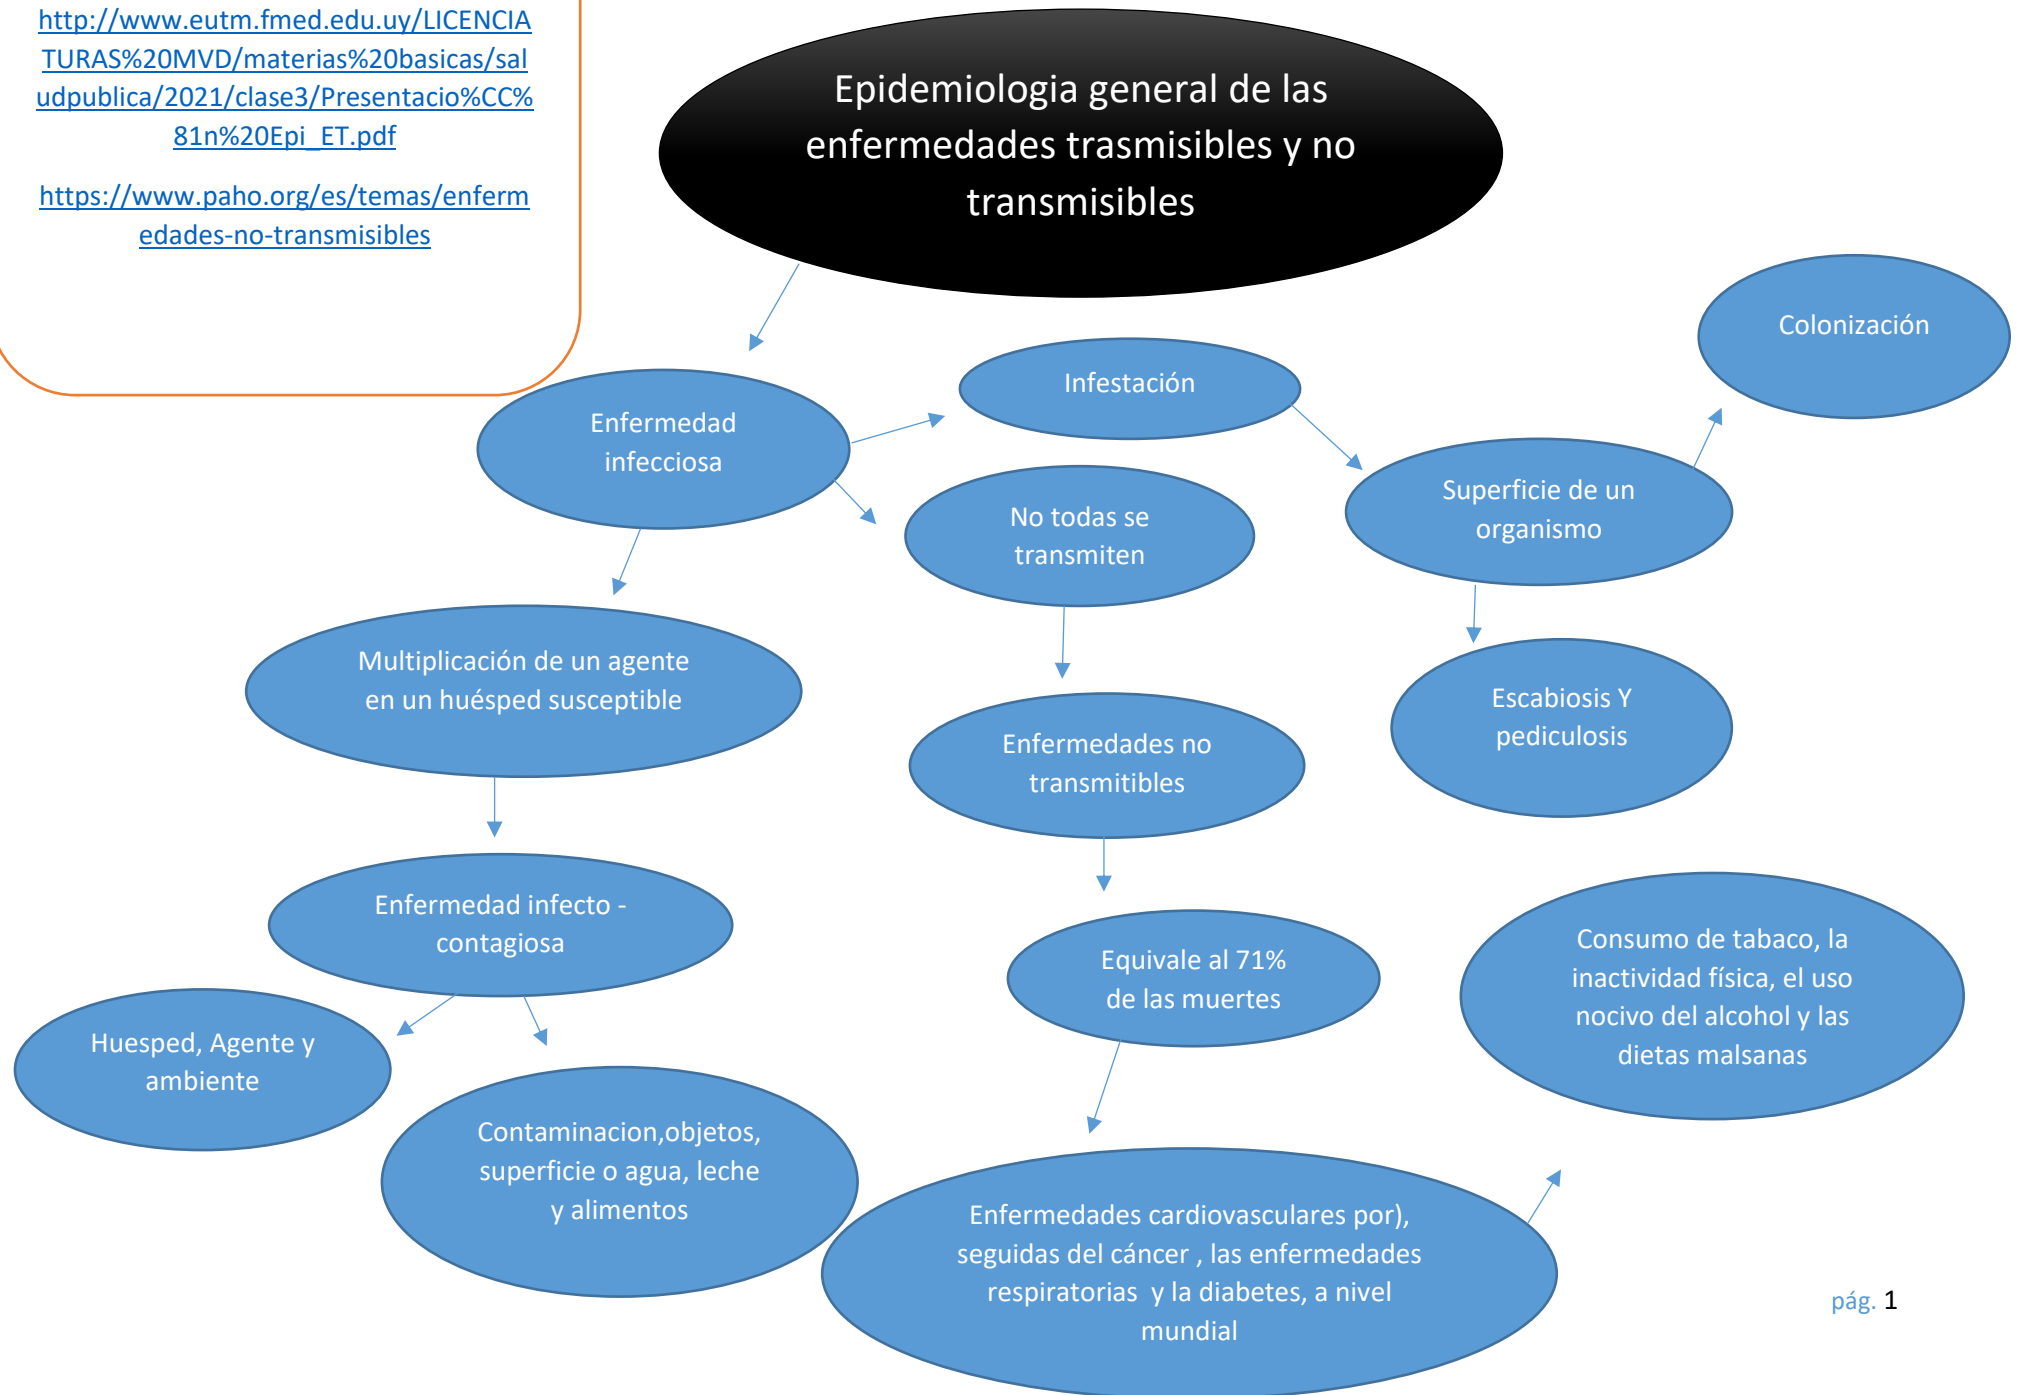 http://www.eutm.fmed.edu.uy/LICENCIA
TURAS%20MVD/materias%20basicas/sal
udpublica/2021/clase3/Presentacio%CC%
81n%20Epi_ET.pdf
https://www.paho.org/es/temas/enferm
edades-no-transmisibles
Epidemiologia general de las
enfermedades trasmisibles y no
transmisibles
Colonización
Infestación
Enfermedad
infecciosa
Superficie de un
organismo
No todas se
transmiten
Multiplicación de un agente
en un huésped susceptible
Escabiosis Y
pediculosis
Enfermedades no
transmitibles
Enfermedad infecto -
contagiosa
Equivale al 71%
de las muertes
Consumo de tabaco, la
inactividad física, el uso
nocivo del alcohol y las
dietas malsanas
Huesped, Agente y
ambiente
Contaminacion,objetos,
superficie o agua, leche
y alimentos
Enfermedades cardiovasculares por),
seguidas del cáncer , las enfermedades
respiratorias y la diabetes, a nivel
mundial
pág. 1